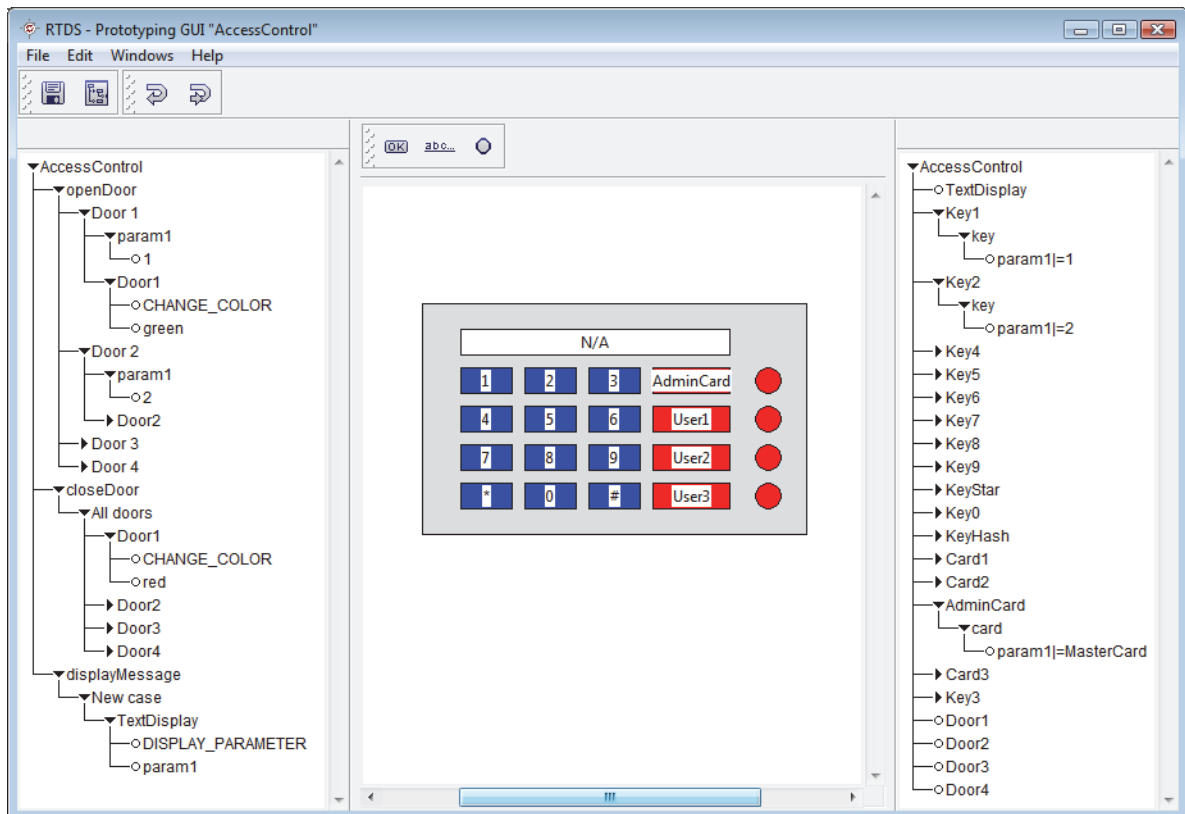 RTDS - Prototyping GUI "AccessControl"
File Edit Windows Help
AccessControl
openDoor
Door 1
param1
1
Door1
CHANGE_COLOR
green
Door 2
param1
2
Door2
Door 3
Door 4
closeDoor
All doors
Door1
CHANGE_COLOR
red
Door2
Door3
Door4
displayMessage
New case
TextDisplay
DISPLAY_PARAMETER
param1
OK abc...
N/A
1 2 3 AdminCard
4 5 6 User1
7 8 9 User2
* 0 # User3
AccessControl
TextDisplay
Key1
key
param1|=1
Key2
key
param1|=2
Key4
Key5
Key6
Key7
Key8
Key9
KeyStar
Key0
KeyHash
Card1
Card2
AdminCard
card
param1|=MasterCard
Card3
Key3
Door1
Door2
Door3
Door4